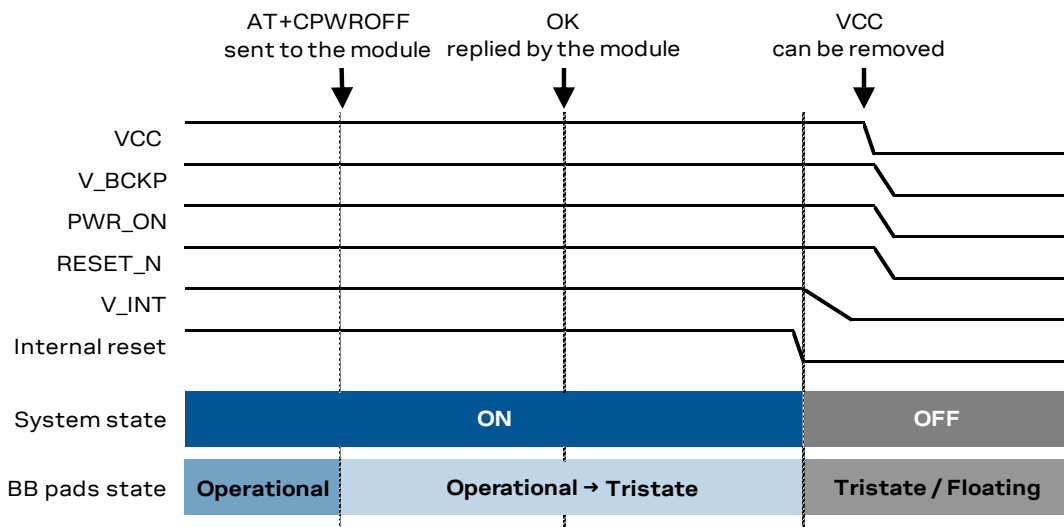 AT+CPWROFF
sent to the module
OK
replied by the module
VCC
can be removed
VCC
V_BCKP
PWR_ON
RESET_N
V_INT
Internal reset
System state
ON
OFF
BB pads state
Operational
Operational → Tristate
Tristate / Floating